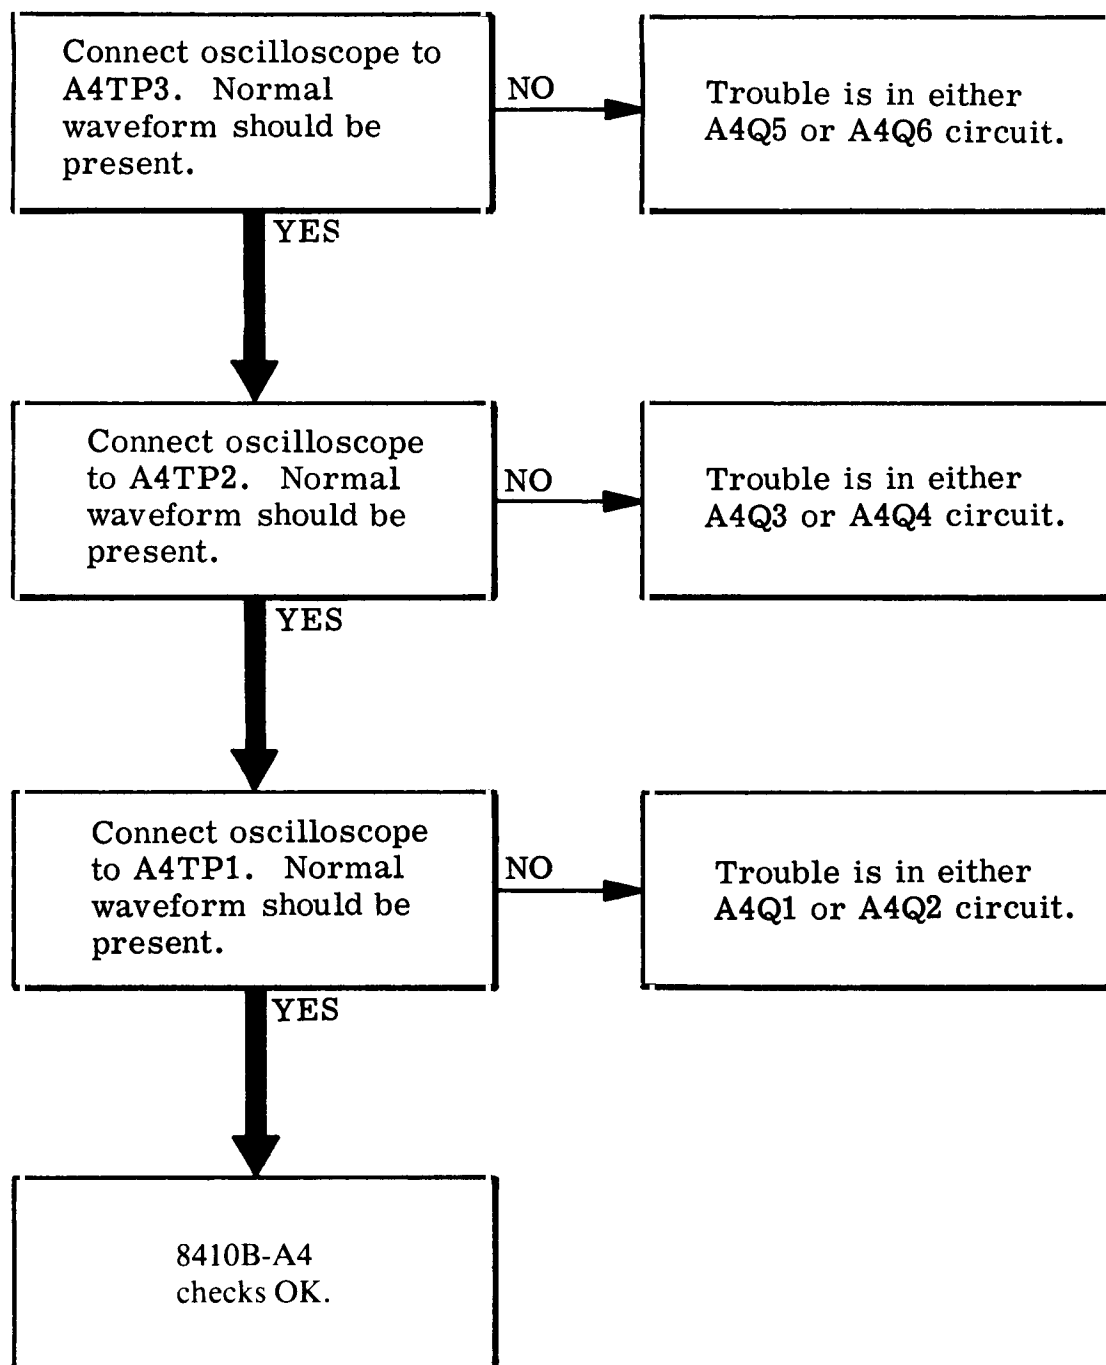 Connect oscilloscope to
A4TP3. Normal
waveform should be
present.
NO
Trouble is in either
A4Q5 or A4Q6 circuit.
YES
Connect oscilloscope
to A4TP2. Normal
waveform should be
present.
NO
Trouble is in either
A4Q3 or A4Q4 circuit.
YES
Connect oscilloscope
to A4TP1. Normal
waveform should be
present.
NO
Trouble is in either
A4Q1 or A4Q2 circuit.
YES
8410B-A4
checks OK.